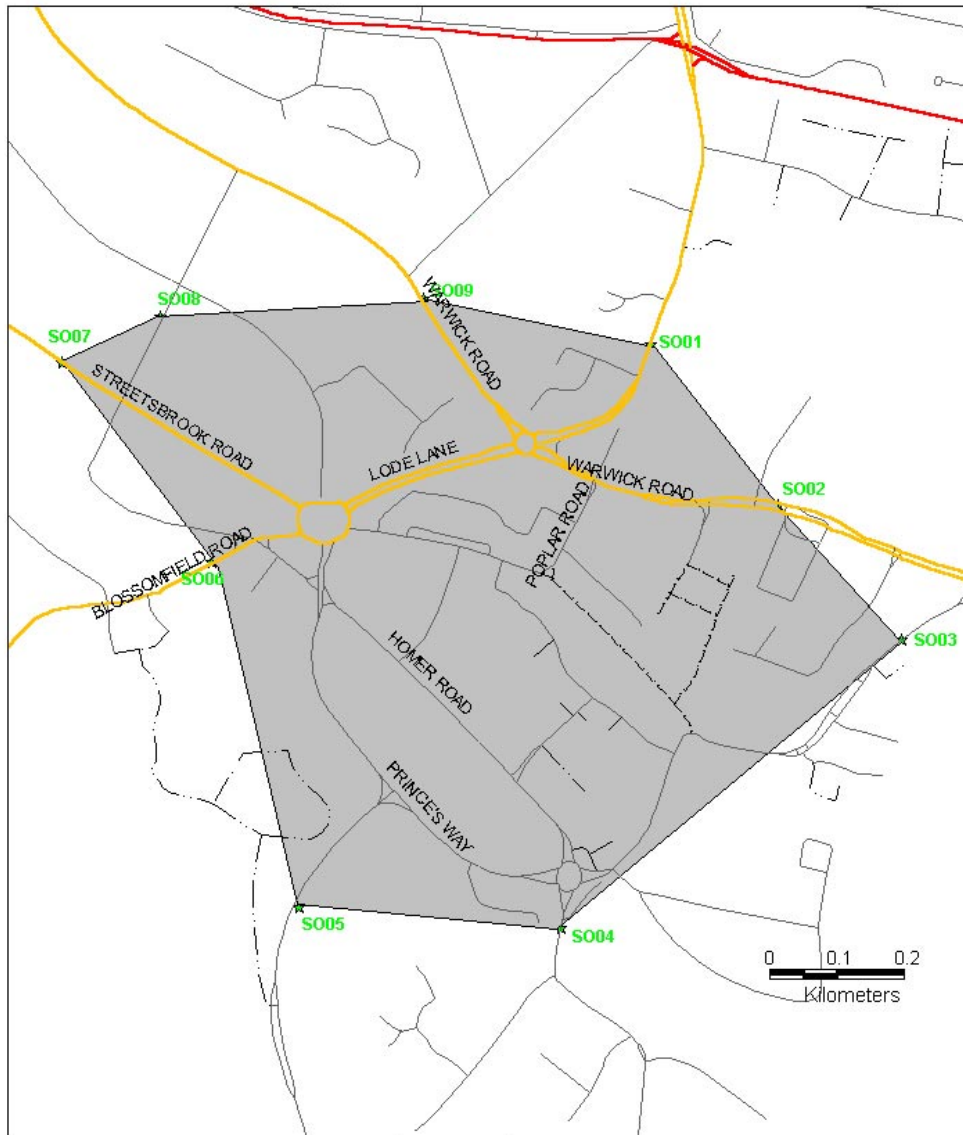 SO09
SO08
SO07
SO01
WARWICK ROAD
STREETSBROOK ROAD
LODE LANE
WARWICK ROAD
SO02
POPLAR ROAD
BLOSSOMFIELD ROAD
SO06
SO03
HOMER ROAD
PRINCE'S WAY
SO05
SO04
0 0.1 0.2
Kilometers